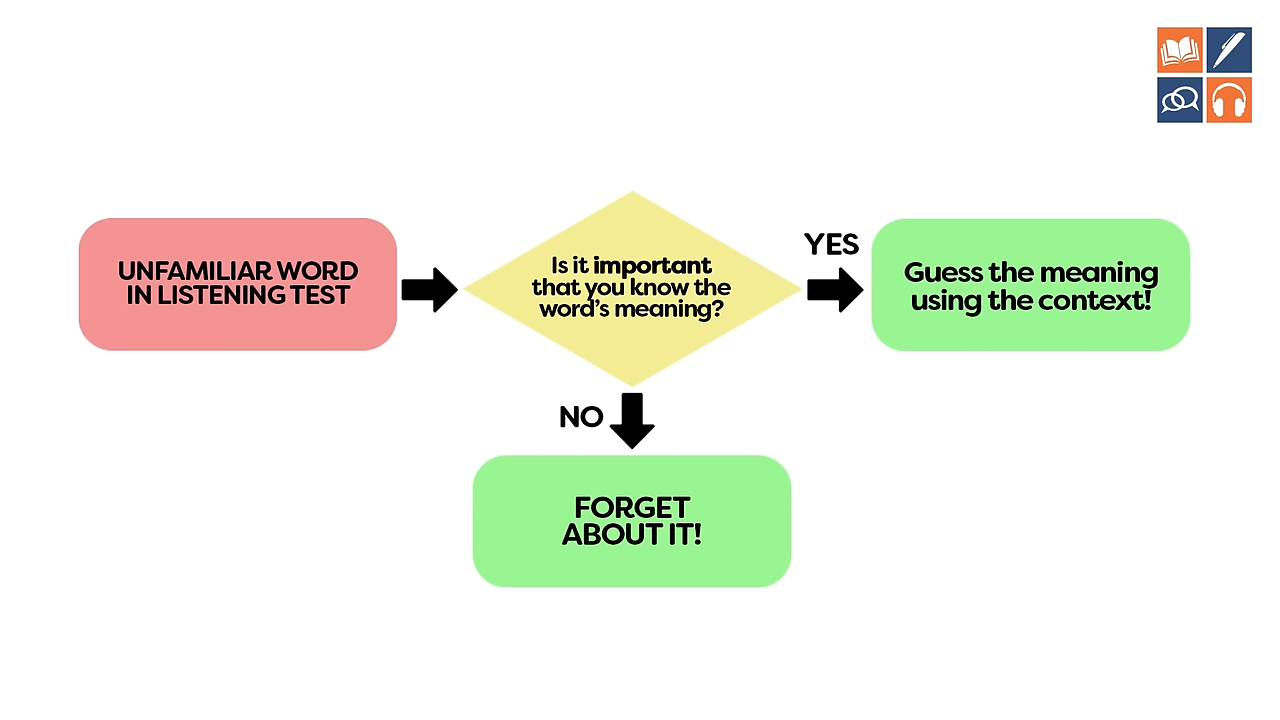 UNFAMILIAR WORD
IN LISTENING TEST
Is it important
that you know the
word's meaning?
YES
Guess the meaning
using the context!
NO
FORGET
ABOUT IT!